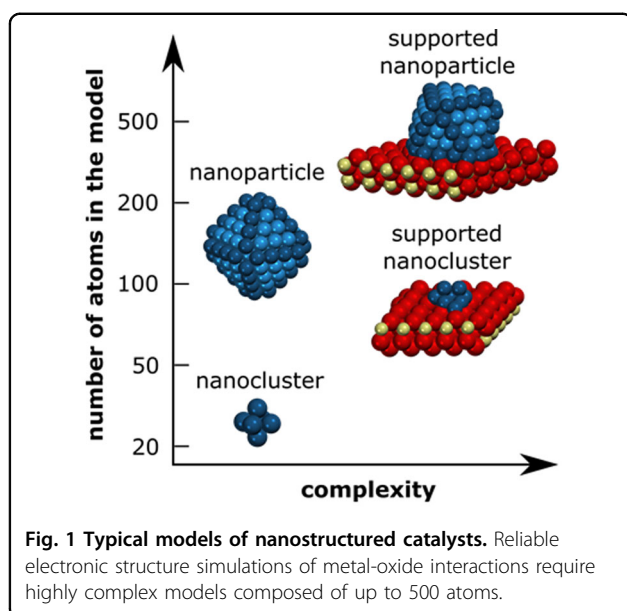 supported
nanoparticle
500
nanoparticle
200
supported
nanocluster
100
50
nanocluster
20
number of atoms in the model
complexity
Fig. 1 Typical models of nanostructured catalysts. Reliable
electronic structure simulations of metal-oxide interactions require
highly complex models composed of up to 500 atoms.